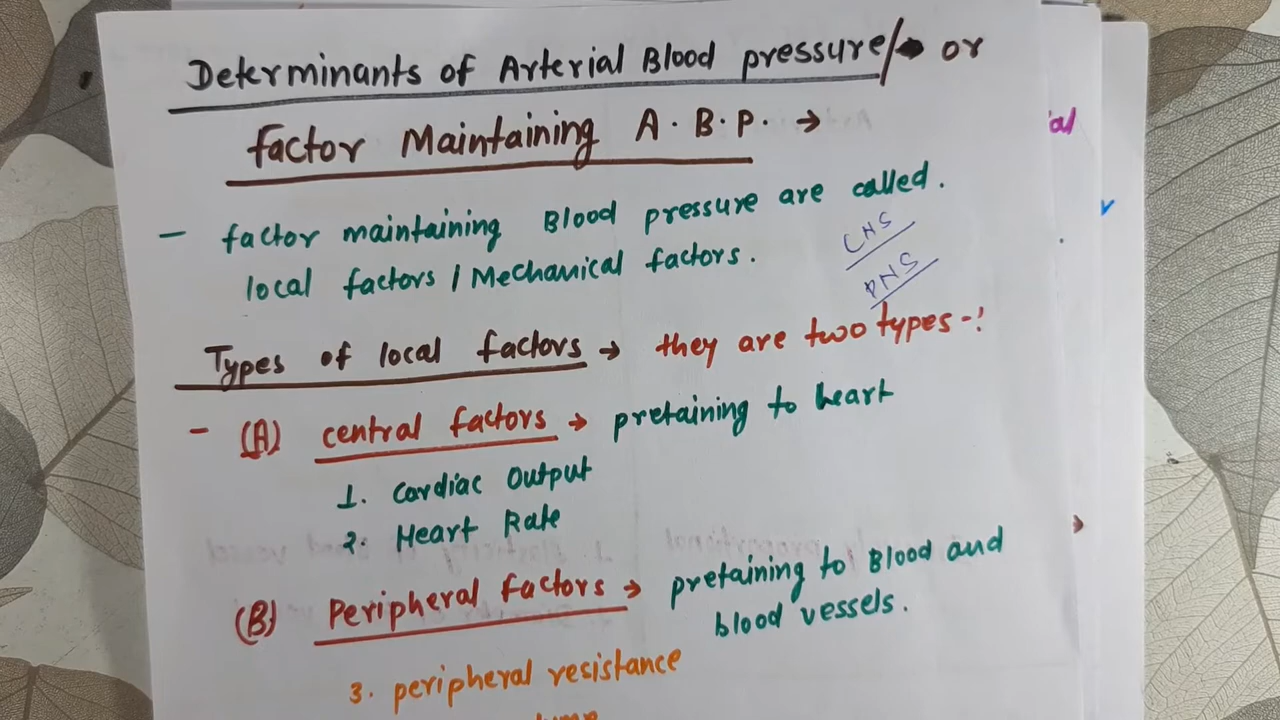 Determinants of Arterial Blood pressure/→ or
factor Maintaining A.B.P. →
- factor maintaining Blood pressure are called.
local factors / Mechanical factors.
CNS
PNS
Types of local factors → they are two types -:
- (A) central factors → pretaining to heart
1. Cardiac Output
2. Heart Rate
(B) Peripheral factors → pretaining to Blood and
blood vessels.
3. peripheral resistance